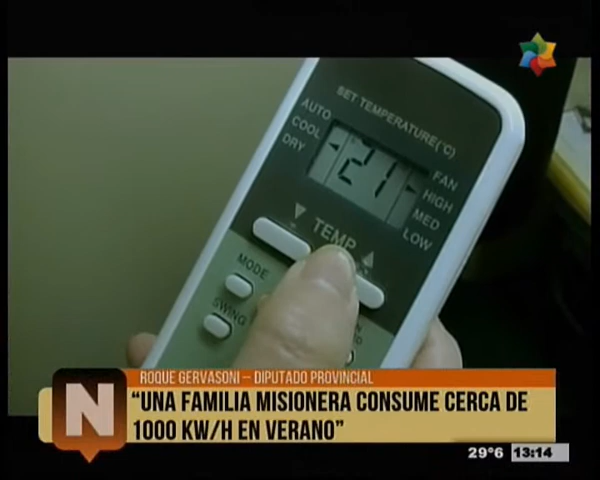 SET TEMPERATURE(°C)
AUTO
COOL
DRY
21
FAN
HIGH
MED
LOW
TEMP
MODE
SWING
ROQUE GERVASONI – DIPUTADO PROVINCIAL
N
“UNA FAMILIA MISIONERA CONSUME CERCA DE
1000 KW/H EN VERANO”
29°6 13:14